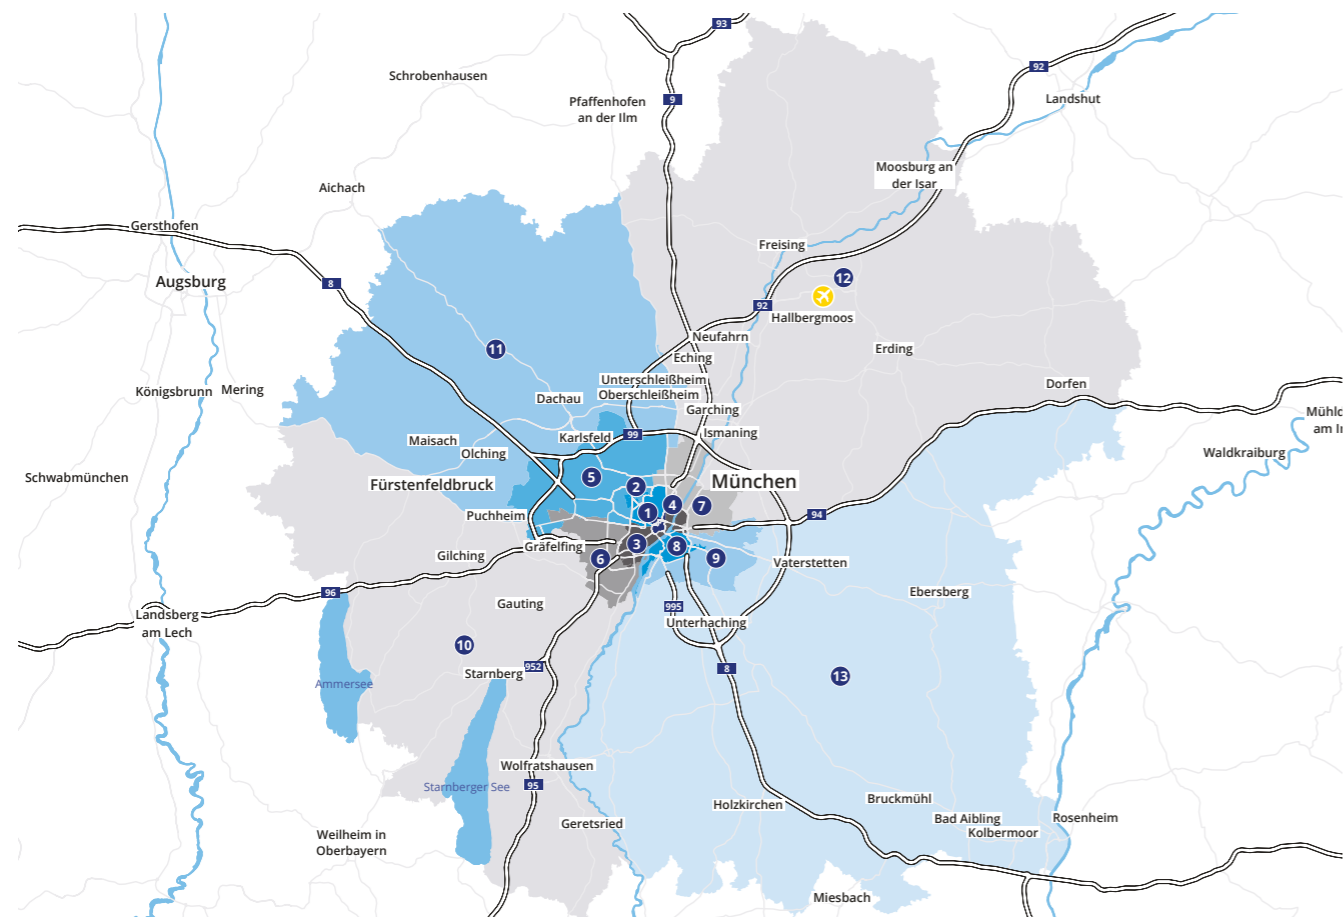 93
92
Schrobenhausen
Pfaffenhofen
an der Ilm
9
Landshut
Moosburg an
der Isar
Aichach
Gersthofen
Freising
Augsburg
8
12
92
Hallbergmoos
Neufahrn
Eching
11
Erding
Unterschleißheim
Oberschleißheim
Königsbrunn
Mering
Dachau
Dorfen
Garching
Mühld
am In
Maisach
Karlsfeld
99
Ismaning
Olching
Waldkraiburg
Schwabmünchen
Fürstenfeldbruck
5
2
München
4
7
1
Puchheim
94
Gilching
Gräfelfing
6
3
8
9
Vaterstetten
96
Ebersberg
Landsberg
am Lech
Gauting
995
Unterhaching
10
Starnberg
952
8
13
Ammersee
Wolfratshausen
Starnberger See
95
Holzkirchen
Bruckmühl
Bad Aibling
Kolbermoor
Rosenheim
Geretsried
Weilheim in
Oberbayern
Miesbach